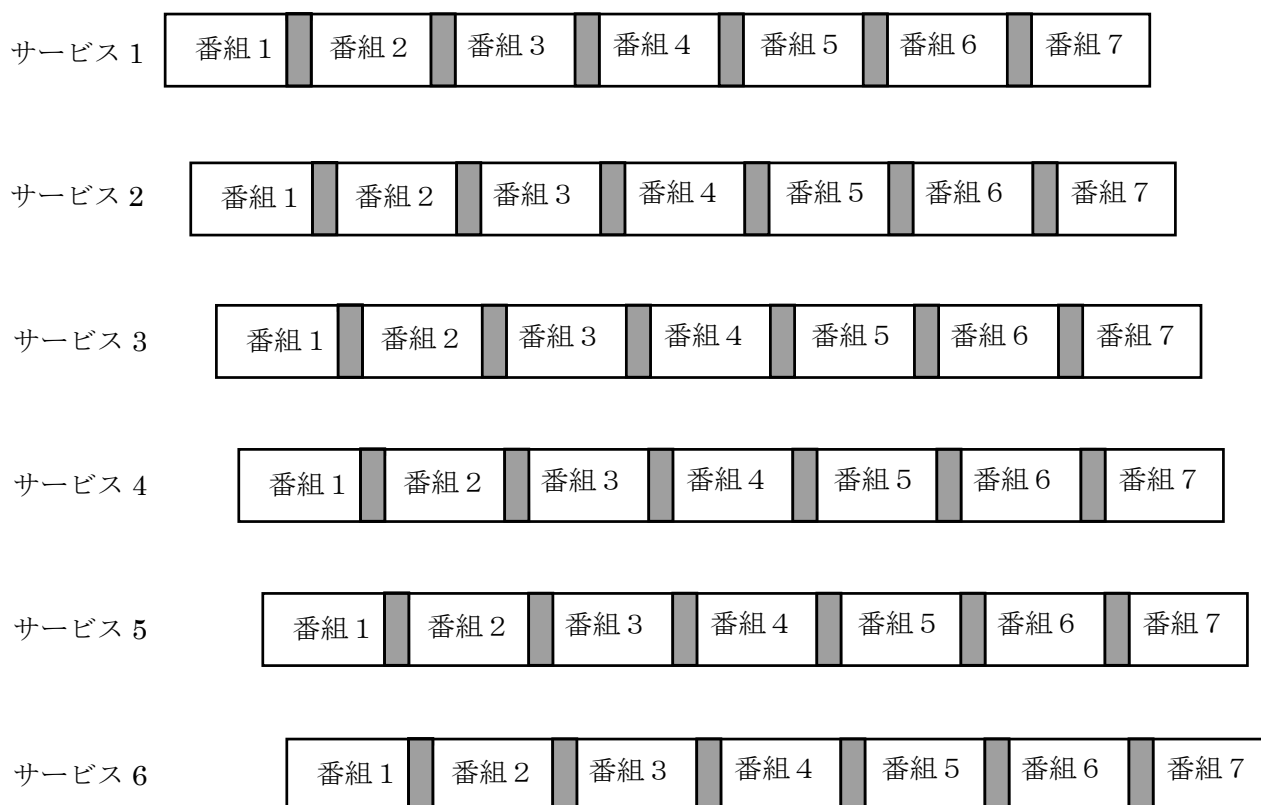 サービス 1 番組１ 番組２ 番組３ 番組４ 番組５ 番組６ 番組７
サービス 2 番組１ 番組２ 番組３ 番組４ 番組５ 番組６ 番組７
サービス 3 番組１ 番組２ 番組３ 番組４ 番組５ 番組６ 番組７
サービス 4 番組１ 番組２ 番組３ 番組４ 番組５ 番組６ 番組７
サービス 5 番組１ 番組２ 番組３ 番組４ 番組５ 番組６ 番組７
サービス 6 番組１ 番組２ 番組３ 番組４ 番組５ 番組６ 番組７